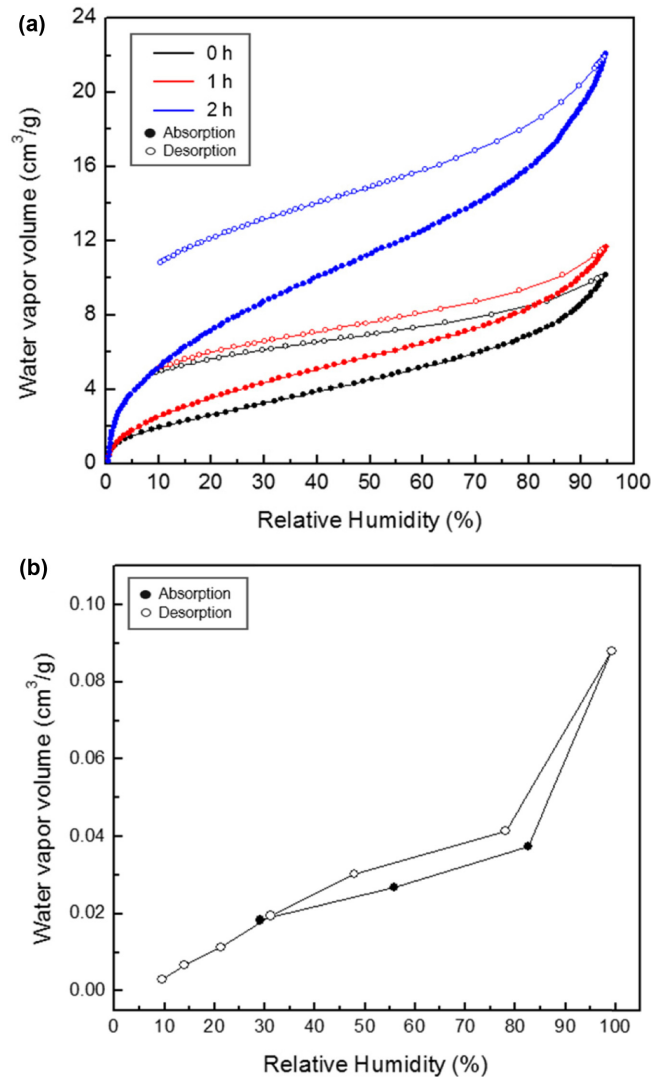 (a)
24
20
16
12
8
4
0
Water vapor volume (cm³/g)
0 h
1 h
2 h
Absorption
Desorption
0 10 20 30 40 50 60 70 80 90 100
Relative Humidity (%)
(b)
0.10
0.08
0.06
0.04
0.02
0.00
Water vapor volume (cm³/g)
Absorption
Desorption
0 10 20 30 40 50 60 70 80 90 100
Relative Humidity (%)